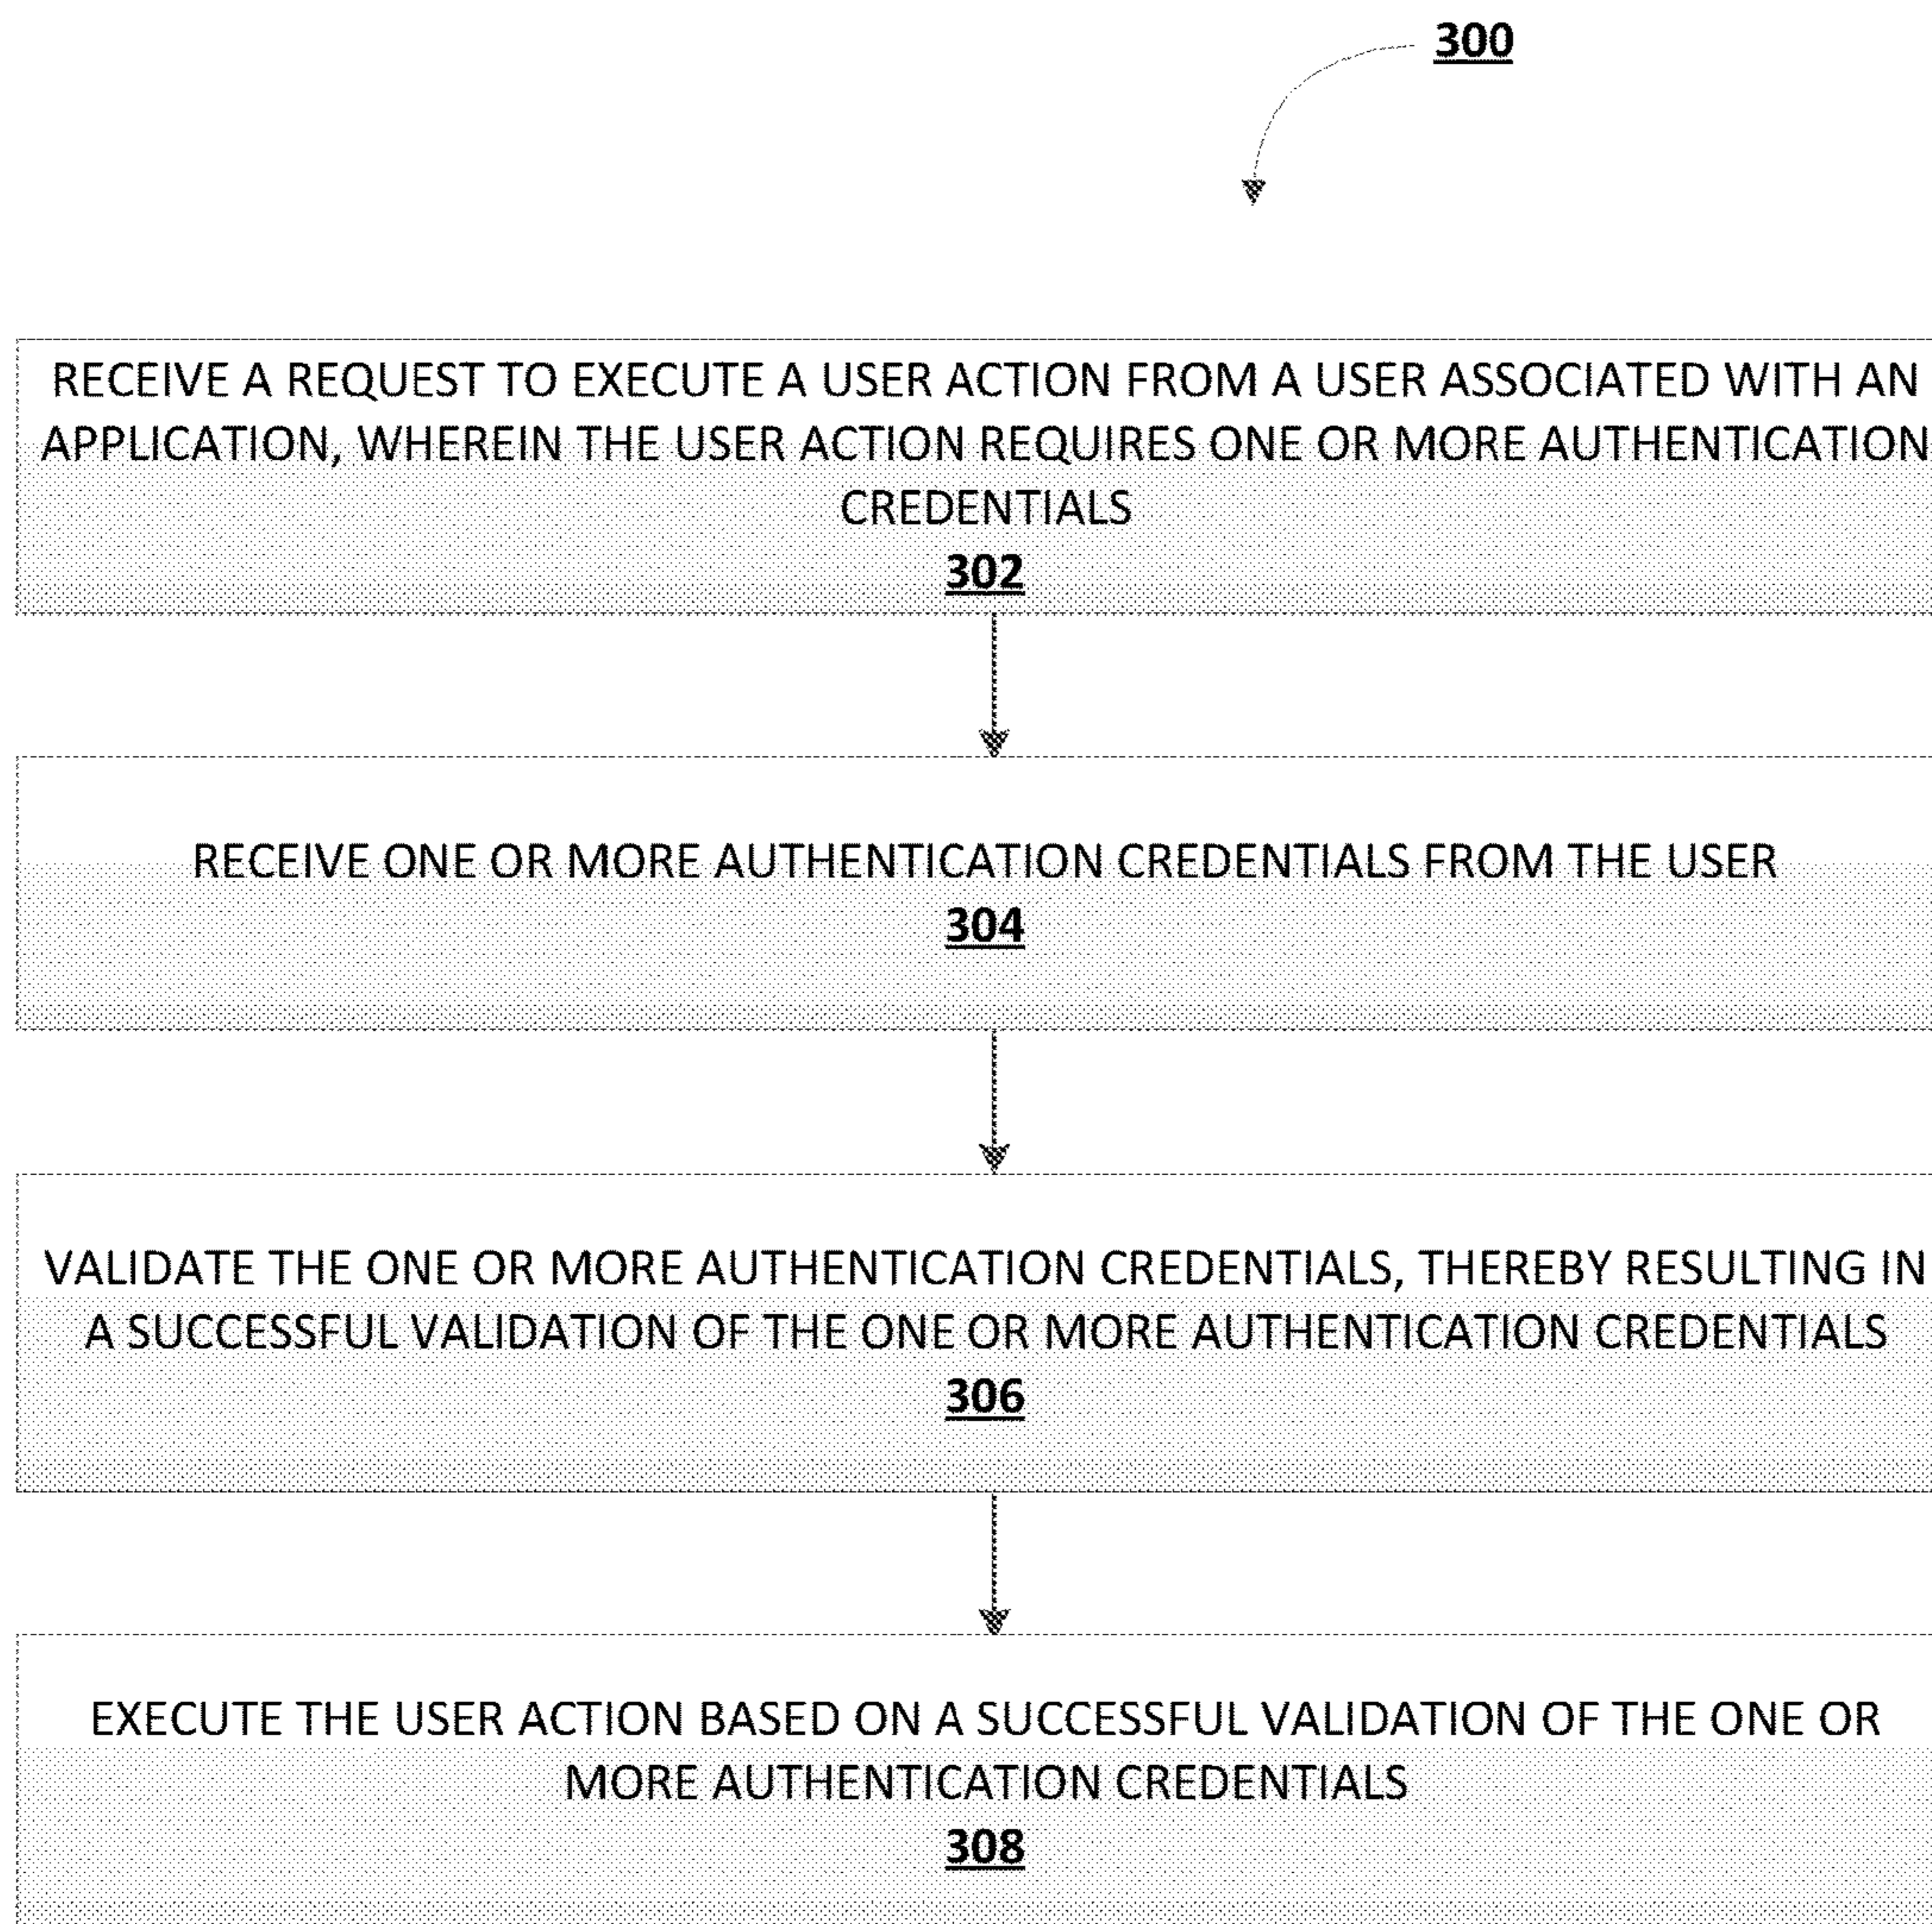 300
RECEIVE A REQUEST TO EXECUTE A USER ACTION FROM A USER ASSOCIATED WITH AN
APPLICATION, WHEREIN THE USER ACTION REQUIRES ONE OR MORE AUTHENTICATION
CREDENTIALS
302
RECEIVE ONE OR MORE AUTHENTICATION CREDENTIALS FROM THE USER
304
VALIDATE THE ONE OR MORE AUTHENTICATION CREDENTIALS, THEREBY RESULTING IN
A SUCCESSFUL VALIDATION OF THE ONE OR MORE AUTHENTICATION CREDENTIALS
306
EXECUTE THE USER ACTION BASED ON A SUCCESSFUL VALIDATION OF THE ONE OR
MORE AUTHENTICATION CREDENTIALS
308